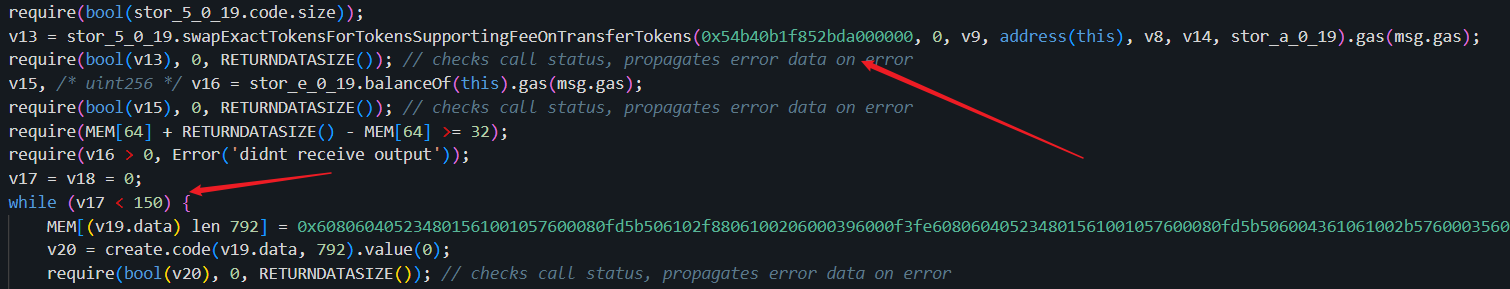 require(bool(stor_5_0_19.code.size));
v13 = stor_5_0_19.swapExactTokensForTokensSupportingFeeOnTransferTokens(0x54b40b1f852bda000000, 0, v9, address(this), v8, v14, stor_a_0_19).gas(msg.gas);
require(bool(v13), 0, RETURNDATASIZE()); // checks call status, propagates error data on error
v15, /* uint256 */ v16 = stor_e_0_19.balanceOf(this).gas(msg.gas);
require(bool(v15), 0, RETURNDATASIZE()); // checks call status, propagates error data on error
require(MEM[64] + RETURNDATASIZE() - MEM[64] >= 32);
require(v16 > 0, Error('didnt receive output'));
v17 = v18 = 0;
while (v17 < 150) {
MEM[(v19.data) len 792] = 0x608060405234801561001057600080fd5b506102f8806100206000396000f3fe608060405234801561001057600080fd5b506004361061002b5760003560
v20 = create.code(v19.data, 792).value(0);
require(bool(v20), 0, RETURNDATASIZE()); // checks call status, propagates error data on error